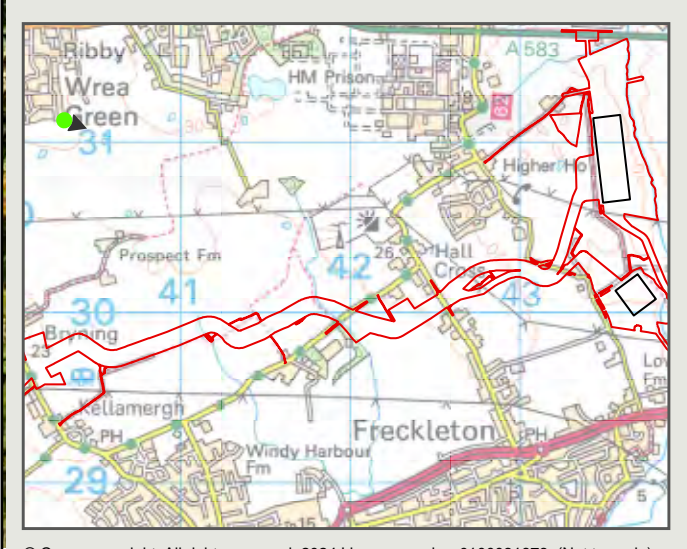 Ribby
A 583
HM Prison
Wrea
Green
31
Higher Ho
Prospect Fm
26
Hall
Cross
42
41
43
30
Bryning
23
Kellamergh
PH
Freckleton
PH
Windy Harbour
Fm
29
15
5
Fm